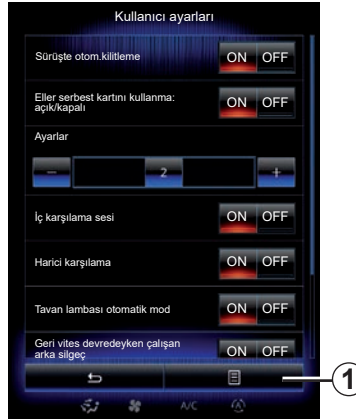 Kullanıcı ayarları
Sürüşte otom.kilitleme
ON OFF
Eller serbest kartını kullanma:
açık/kapalı
ON OFF
Ayarlar
− 2 +
İç karşılama sesi
ON OFF
Harici karşılama
ON OFF
Tavan lambası otomatik mod
ON OFF
Geri vites devredeyken çalışan
arka silgeç
ON OFF
1
A/C